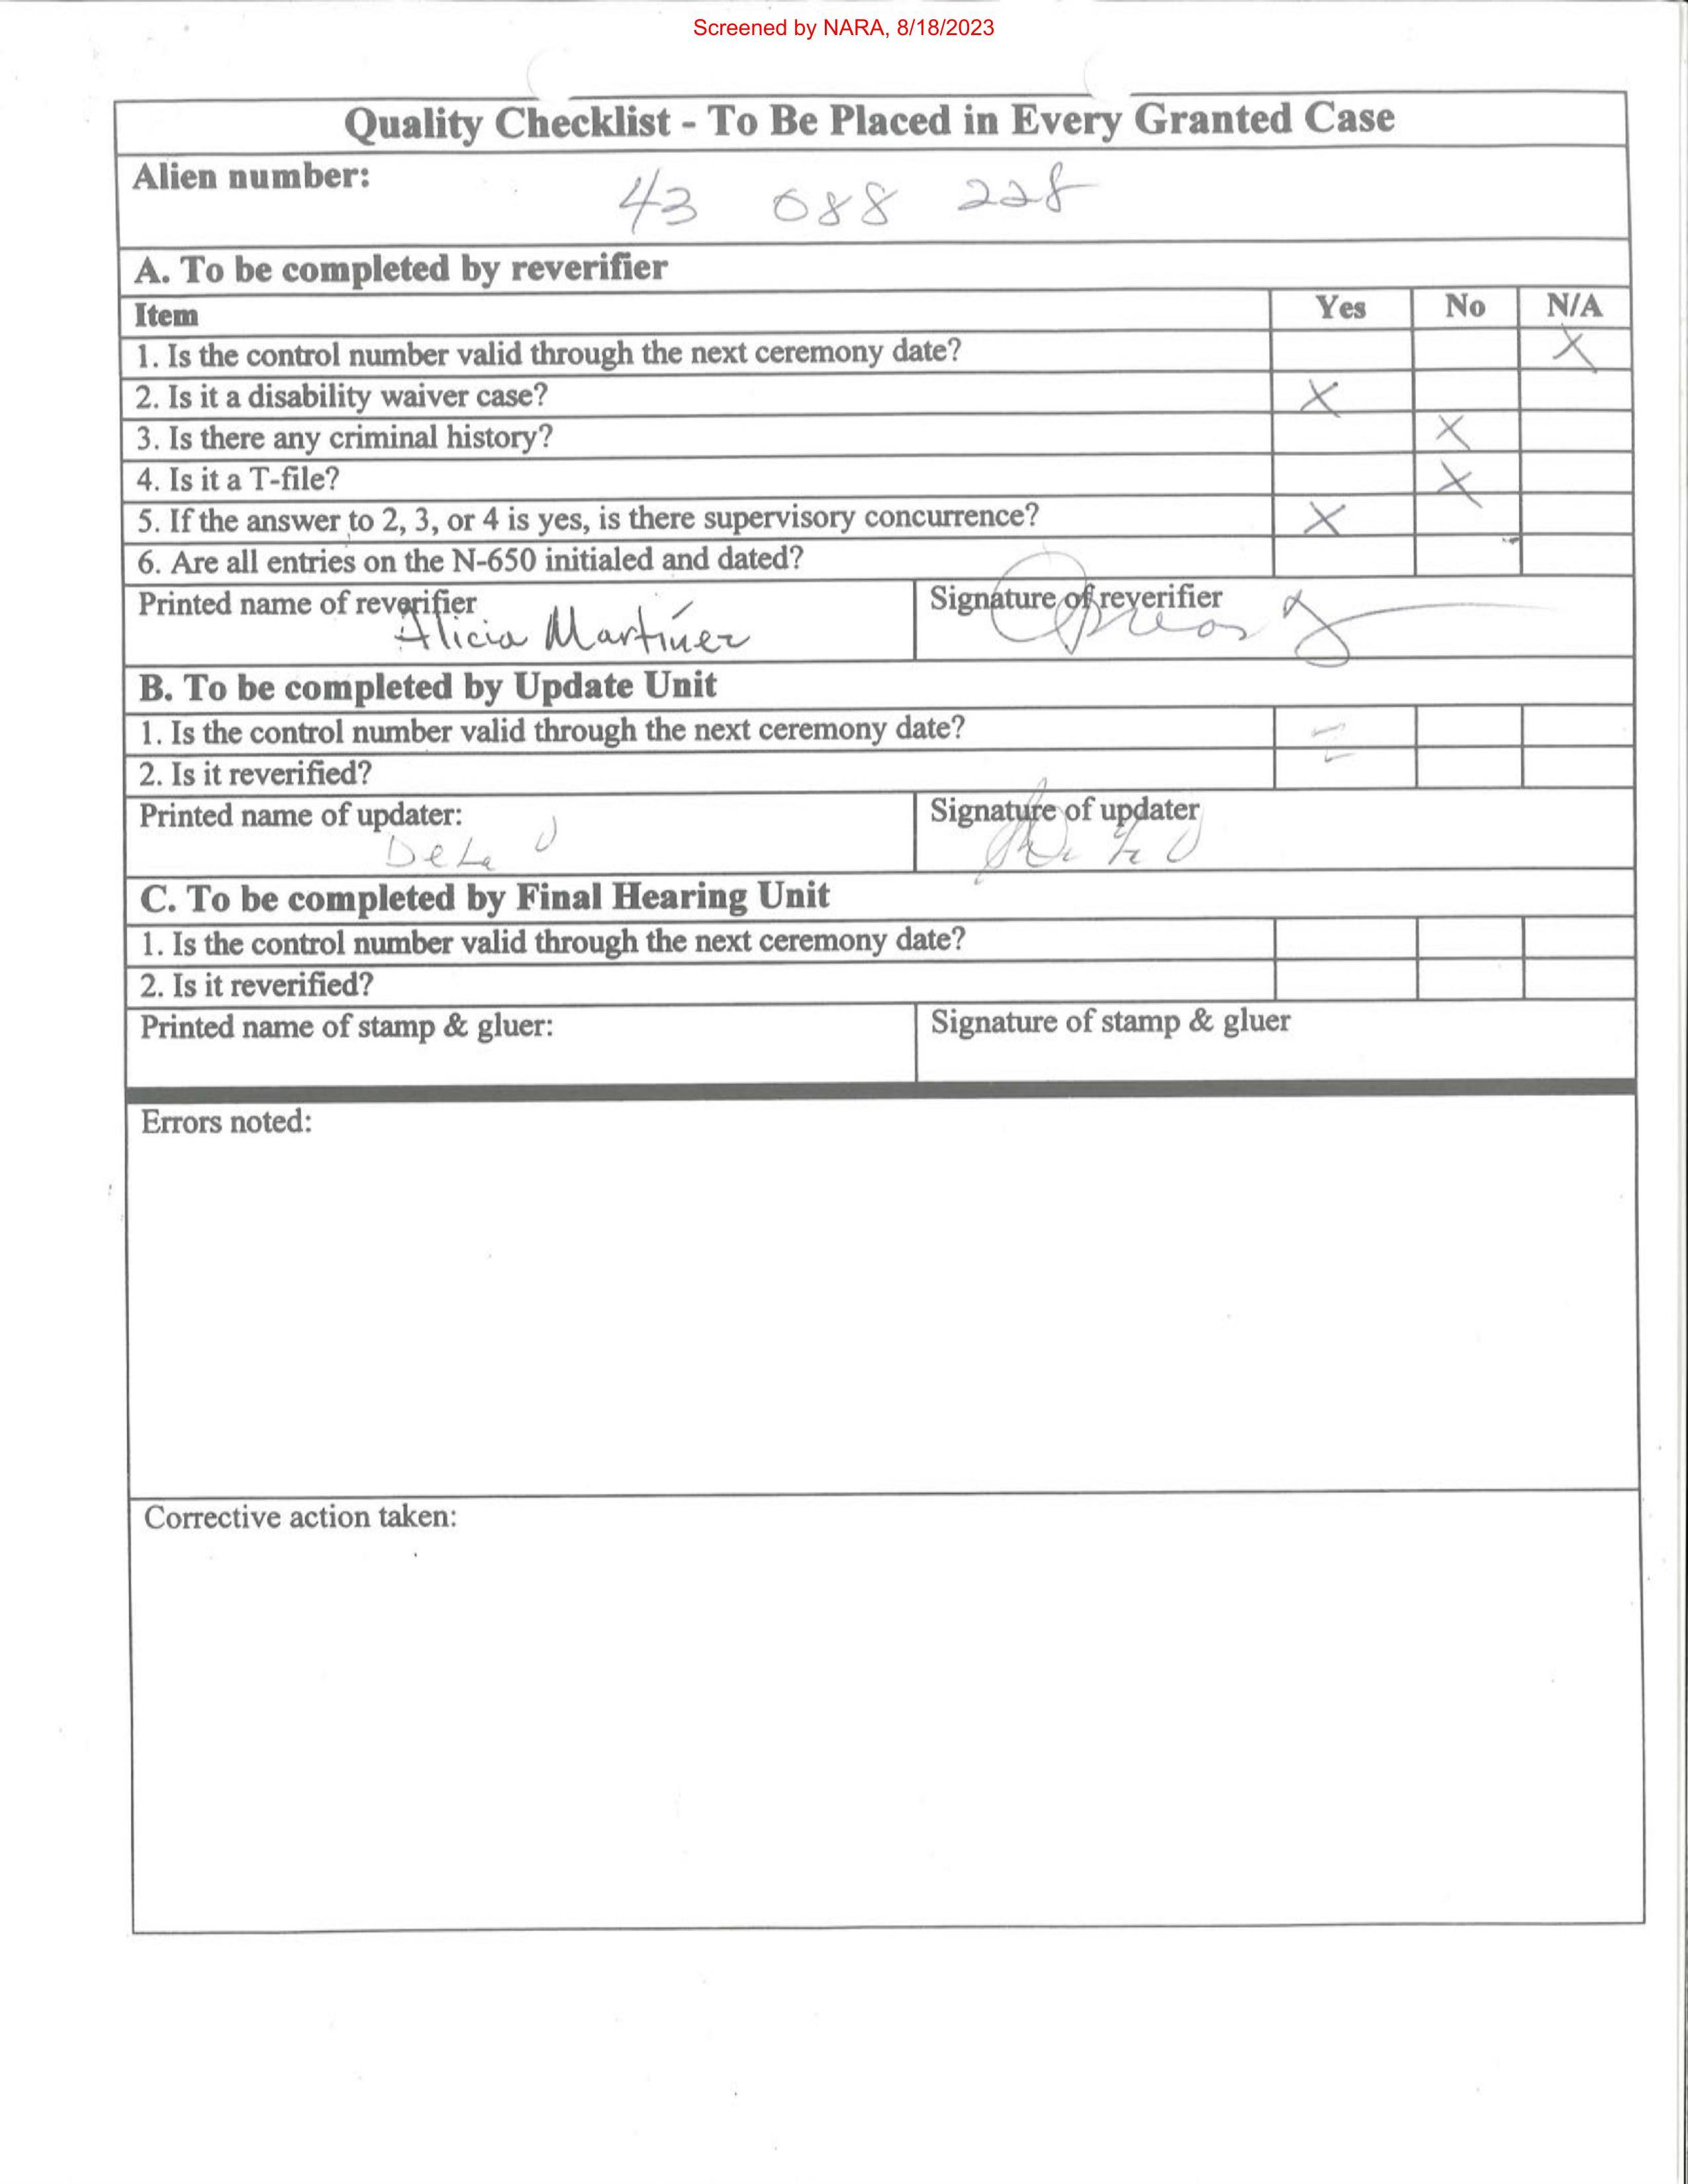 Screened by NARA, 8/18/2023
Quality Checklist - To Be Placed in Every Granted Case
Alien number: 43 088 228
A. To be completed by reverifier
Item Yes No N/A
1. Is the control number valid through the next ceremony date? X
2. Is it a disability waiver case? X
3. Is there any criminal history? X
4. Is it a T-file? X
5. If the answer to 2, 3, or 4 is yes, is there supervisory concurrence? X
6. Are all entries on the N-650 initialed and dated?
Printed name of reverifier Signature of reverifier
Alicia Martínez
B. To be completed by Update Unit
1. Is the control number valid through the next ceremony date?
2. Is it reverified?
Printed name of updater: Signature of updater
C. To be completed by Final Hearing Unit
1. Is the control number valid through the next ceremony date?
2. Is it reverified?
Printed name of stamp & gluer: Signature of stamp & gluer
Errors noted:
Corrective action taken: